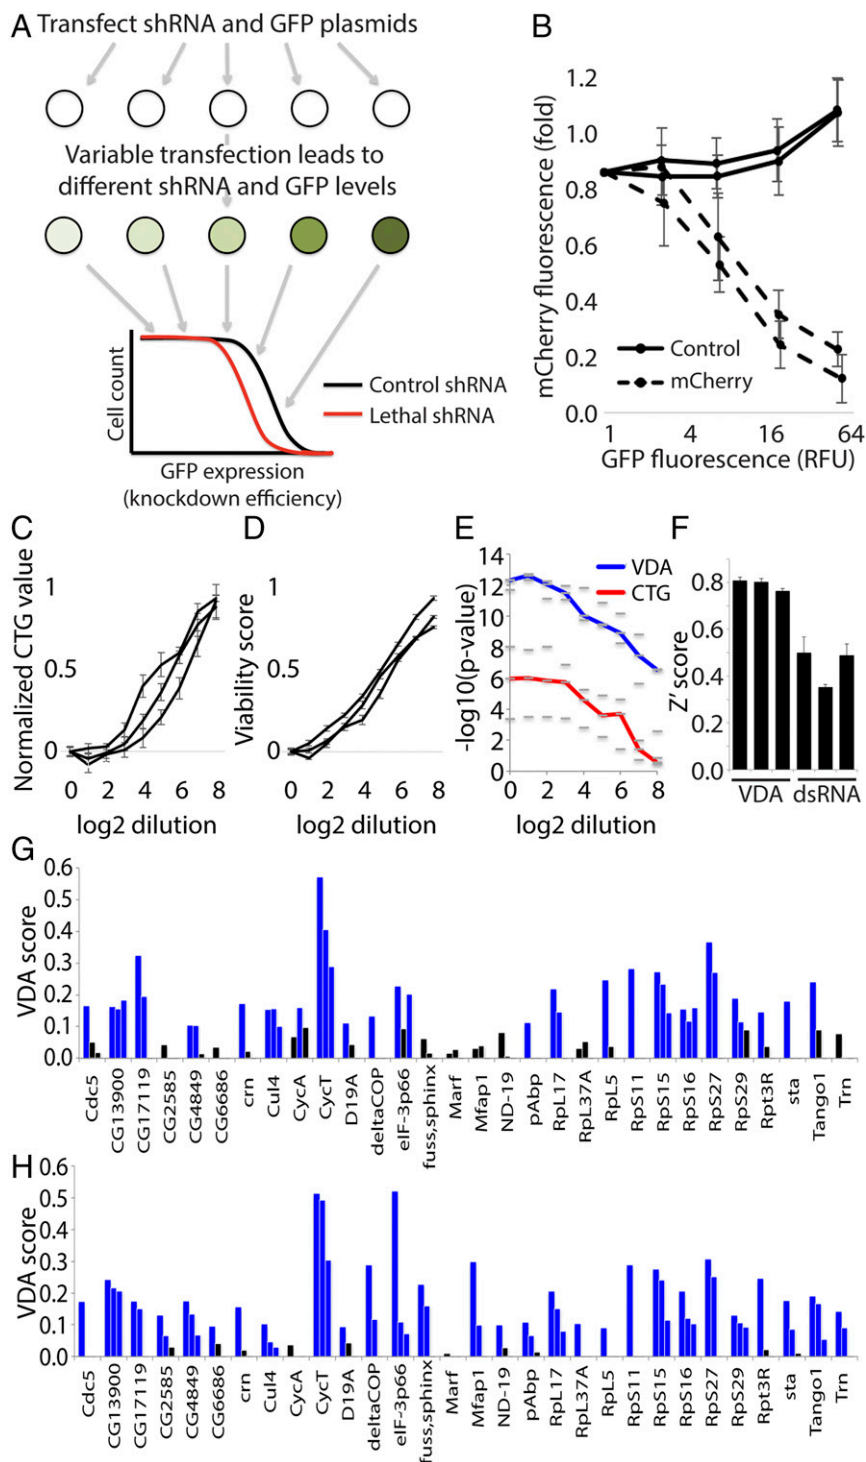 A
Transfect shRNA and GFP plasmids
Variable transfection leads to
different shRNA and GFP levels
Cell count
Control shRNA
Lethal shRNA
GFP expression
(knockdown efficiency)
B
mCherry fluorescence (fold)
1.2
1.0
0.8
0.6
0.4
0.2
0.0
Control
mCherry
1 4 16 64
GFP fluorescence (RFU)
C
Normalized CTG value
1
0.5
0
0 2 4 6 8
log2 dilution
D
Viability score
1
0.5
0
0 2 4 6 8
log2 dilution
E
-log10(p-value)
14
12
10
8
6
4
2
0
VDA
CTG
0 2 4 6 8
log2 dilution
F
Z' score
0.8
0.6
0.4
0.2
0.0
VDA dsRNA
G
VDA score
0.6
0.5
0.4
0.3
0.2
0.1
0.0
Cdc5
CG13900
CG17119
CG2585
CG4849
CG6686
crn
Cul4
CycA
CycT
D19A
deltaCOP
eIF-3p66
fuss,sphinx
Marf
Mfap1
ND-19
pAbp
RpL17
RpL37A
RpL5
RpS11
RpS15
RpS16
RpS27
RpS29
Rpt3R
sta
Tango1
Trn
H
VDA score
0.6
0.5
0.4
0.3
0.2
0.1
0.0
Cdc5
CG13900
CG17119
CG2585
CG4849
CG6686
crn
Cul4
CycA
CycT
D19A
deltaCOP
eIF-3p66
fuss,sphinx
Marf
Mfap1
ND-19
pAbp
RpL17
RpL37A
RpL5
RpS11
RpS15
RpS16
RpS27
RpS29
Rpt3R
sta
Tango1
Trn